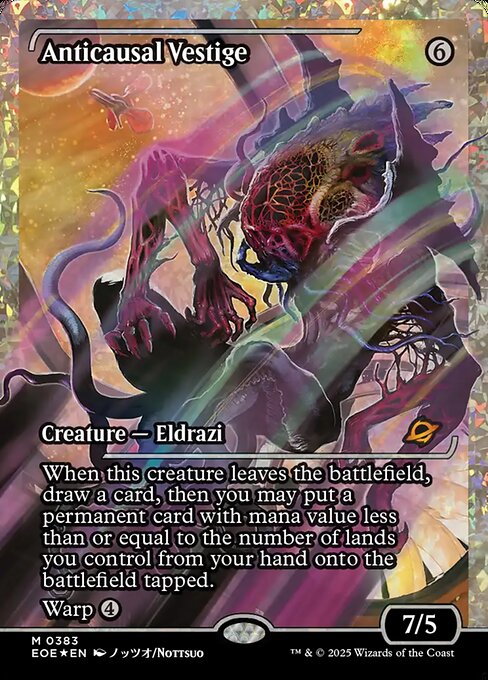 Anticausal Vestige 6
Creature — Eldrazi
When this creature leaves the battlefield,
draw a card, then you may put a
permanent card with mana value less
than or equal to the number of lands
you control from your hand onto the
battlefield tapped.
Warp 4
7/5
M 0383
EOE★EN ノッツオ/Nottsuo
™ & © 2025 Wizards of the Coast